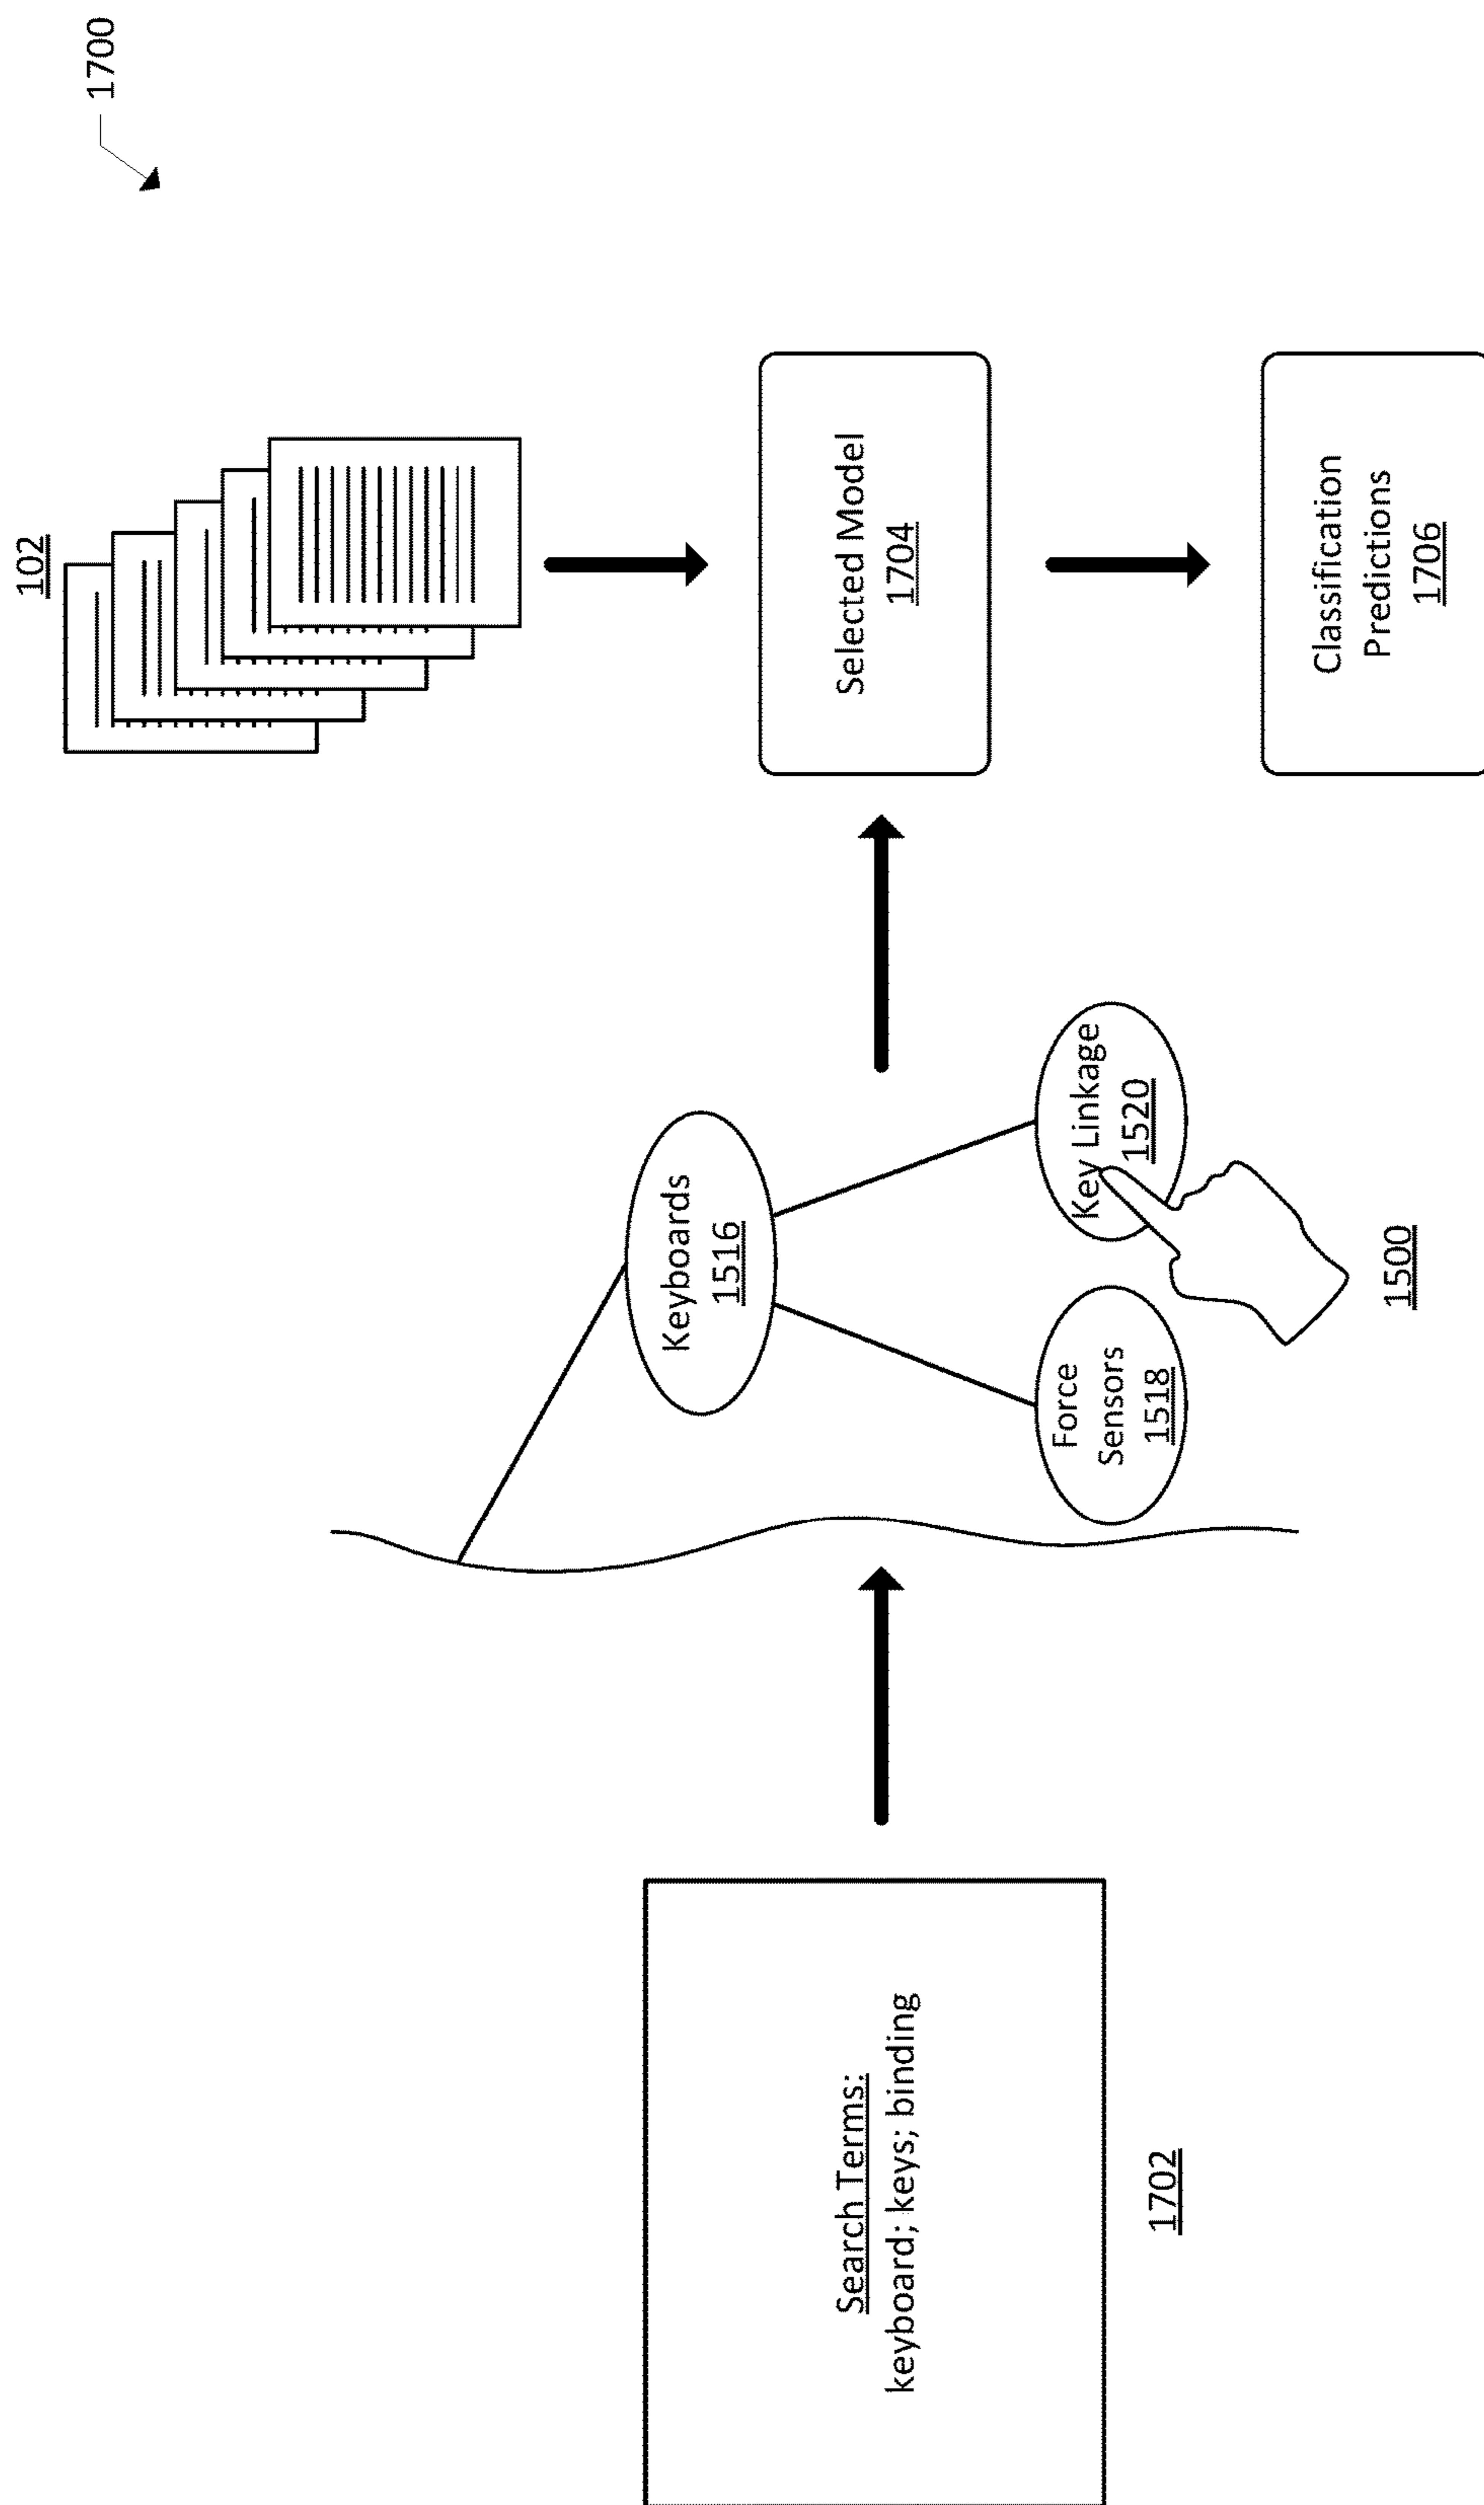 1700
102
Search Terms:
keyboard; keys; binding
1702
Keyboards
1516
Force
Sensors
1518
Key Linkage
1520
1500
Selected Model
1704
Classification
Predictions
1706